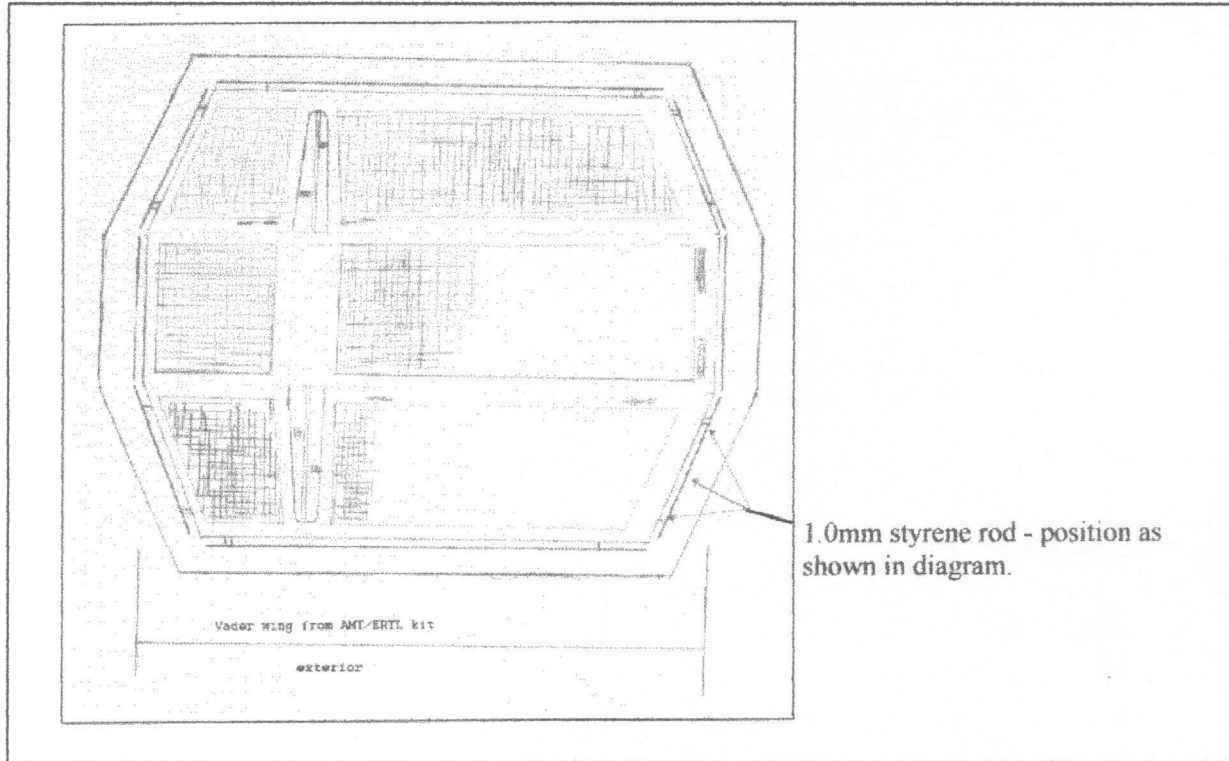 1.0mm styrene rod - position as
shown in diagram.
Vader wing from AMT/ERTL kit
exterior